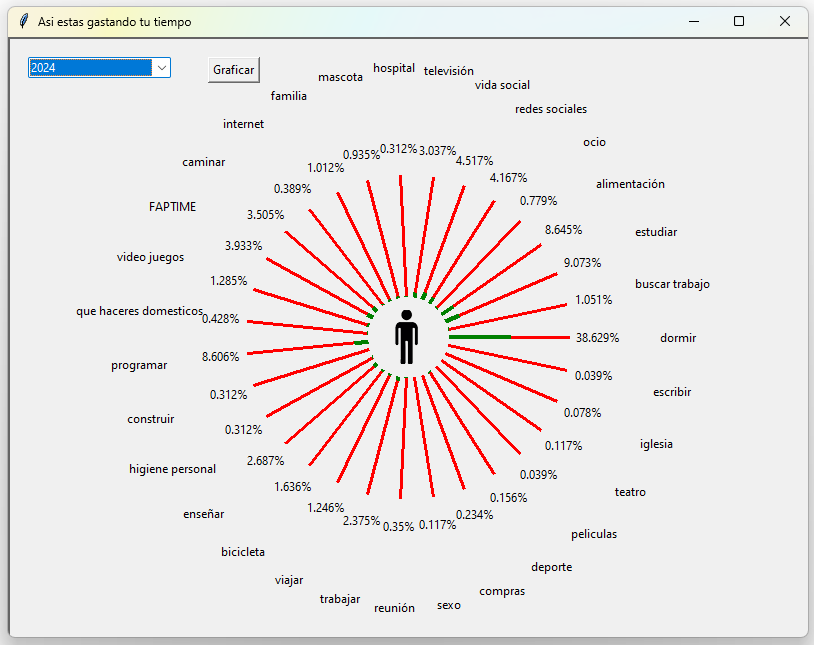 Asi estas gastando tu tiempo
2024
Graficar
hospital
televisión
mascota
vida social
familia
redes sociales
internet
ocio
caminar
alimentación
FAPTIME
estudiar
video juegos
buscar trabajo
que haceres domesticos
dormir
programar
escribir
construir
iglesia
higiene personal
teatro
enseñar
peliculas
bicicleta
deporte
viajar
compras
trabajar
sexo
reunión
0.312%
3.037%
0.935%
4.517%
1.012%
4.167%
0.389%
0.779%
3.505%
8.645%
3.933%
9.073%
1.285%
1.051%
0.428%
38.629%
8.606%
0.039%
0.312%
0.078%
0.312%
0.117%
2.687%
0.039%
1.636%
0.156%
1.246%
0.234%
2.375%
0.117%
0.35%